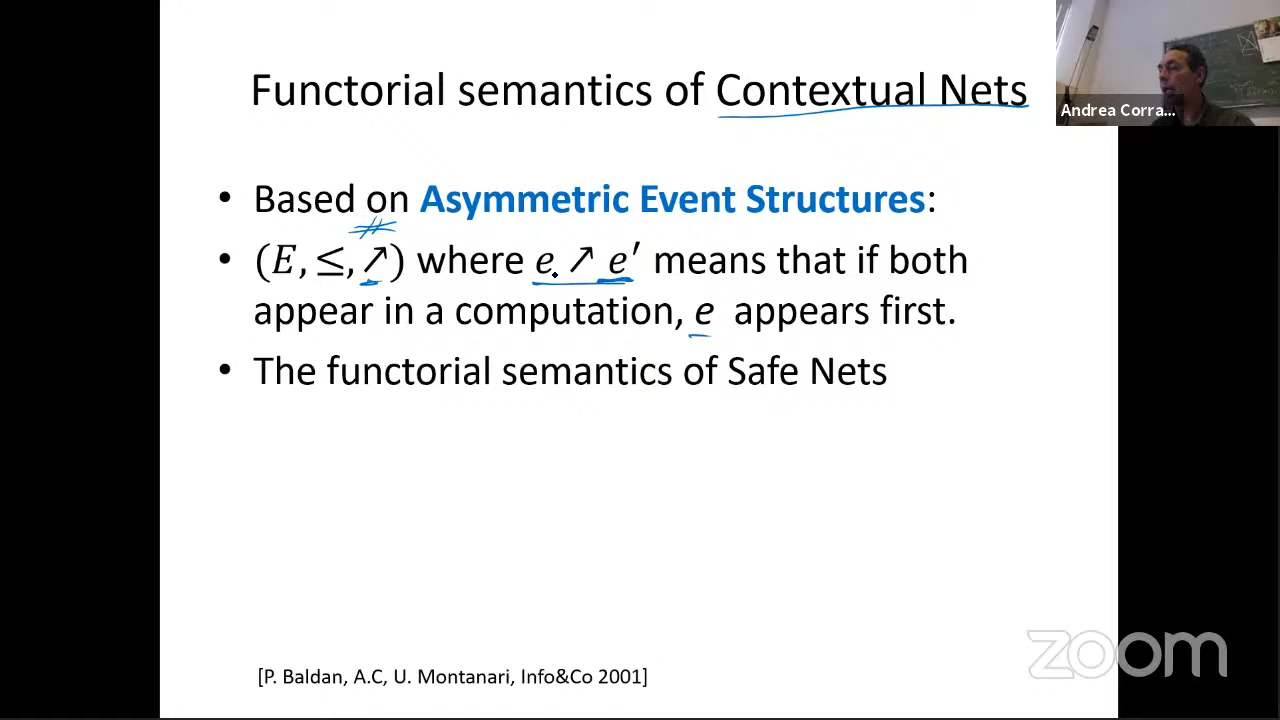 Functorial semantics of Contextual Nets
Andrea Corra...
• Based on Asymmetric Event Structures:
#
• (E, ≤, ↗) where e ↗ e′ means that if both
appear in a computation, e appears first.
• The functorial semantics of Safe Nets
zoom
[P. Baldan, A.C, U. Montanari, Info&Co 2001]